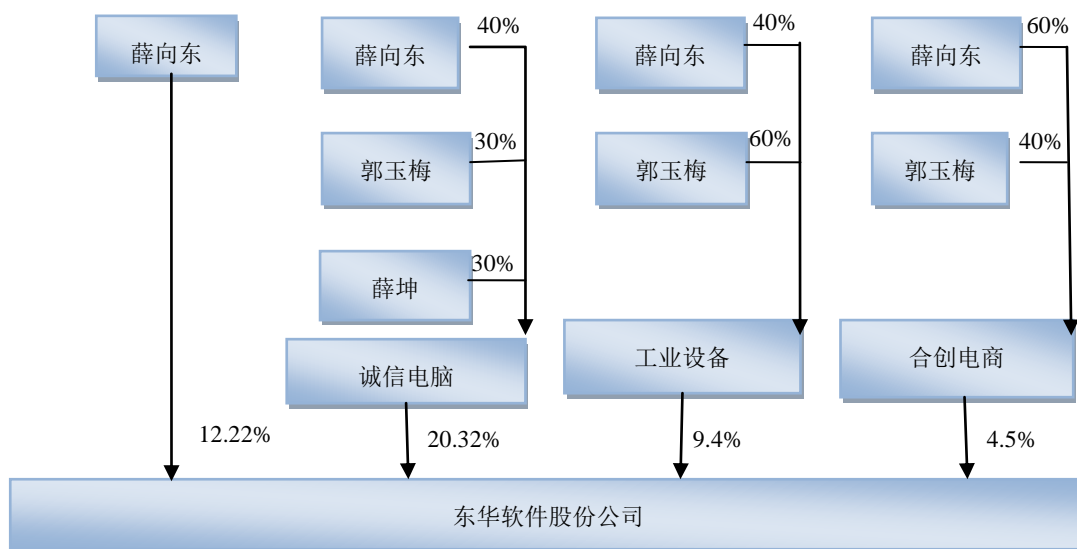 40%
40%
60%
薛向东
薛向东
薛向东
薛向东
30%
60%
40%
郭玉梅
郭玉梅
郭玉梅
30%
薛坤
诚信电脑
工业设备
合创电商
12.22%
20.32%
9.4%
4.5%
东华软件股份公司